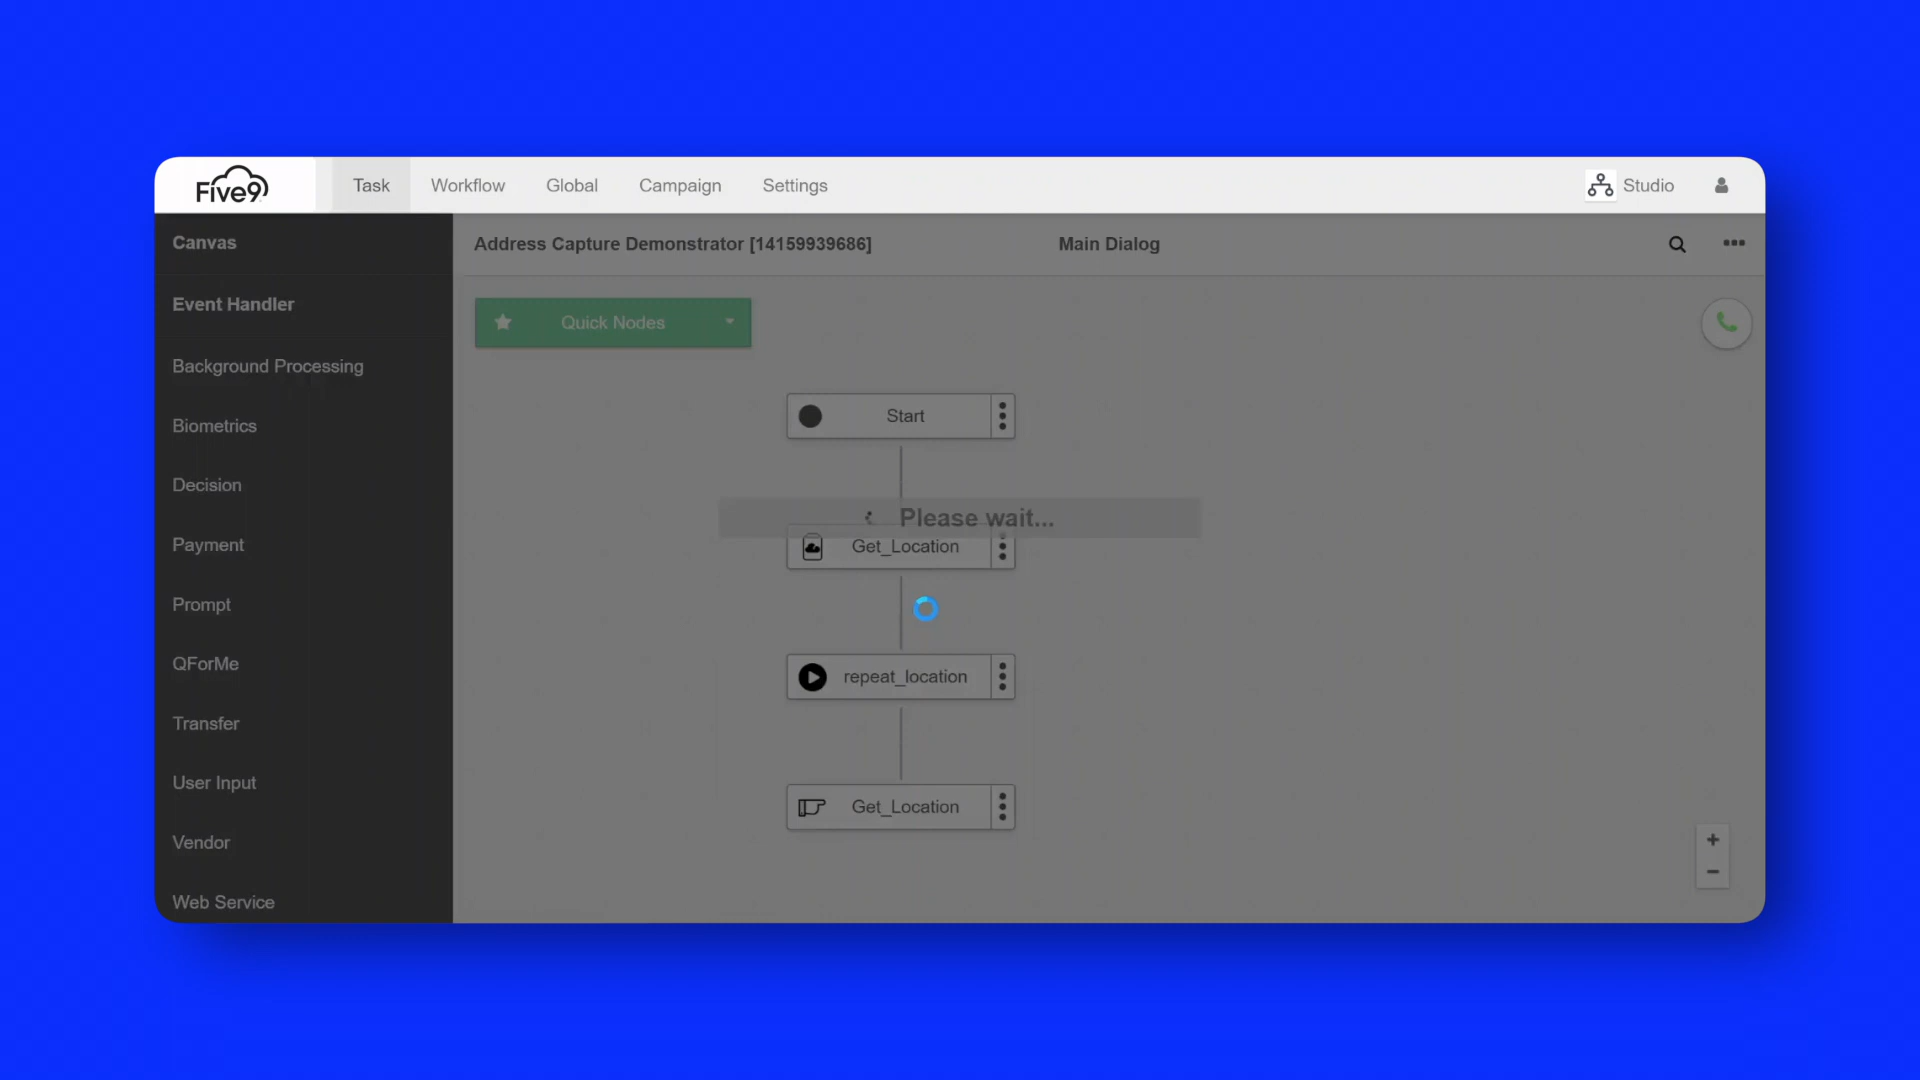 Five9
Task
Workflow
Global
Campaign
Settings
Studio
Canvas
Address Capture Demonstrator [14159939686]
Main Dialog
Event Handler
Quick Nodes
Background Processing
Biometrics
Decision
Payment
Prompt
QForMe
Transfer
User Input
Vendor
Web Service
Start
Please wait...
Get_Location
repeat_location
Get_Location